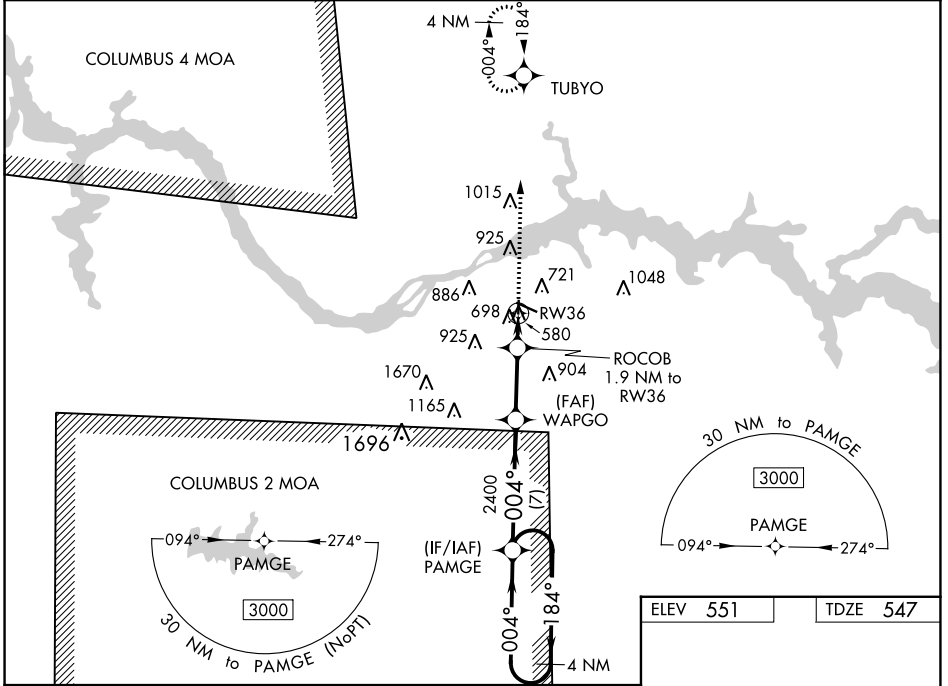 4 NM
004°
184°
COLUMBUS 4 MOA
TUBYO
1015
925
886
721
1048
698
RW36
580
925
ROCOB
1.9 NM to
RW36
904
1670
1165
(FAF)
WAPGO
1696
COLUMBUS 2 MOA
2400
004°
(7)
30 NM to PAMGE
3000
PAMGE
094°
274°
094°
274°
PAMGE
3000
30 NM to PAMGE (NoPT)
(IF/IAF)
PAMGE
004°
184°
4 NM
ELEV 551
TDZE 547